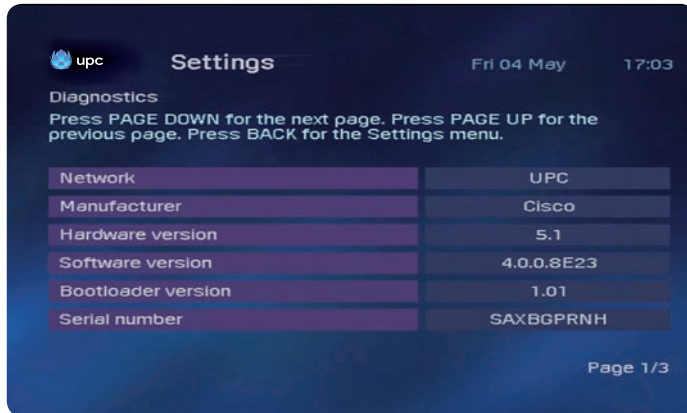 upc Settings Fri 04 May 17:03
Diagnostics
Press PAGE DOWN for the next page. Press PAGE UP for the
previous page. Press BACK for the Settings menu.
Network UPC
Manufacturer Cisco
Hardware version 5.1
Software version 4.0.0.8E23
Bootloader version 1.01
Serial number SAXBGPRNH
Page 1/3